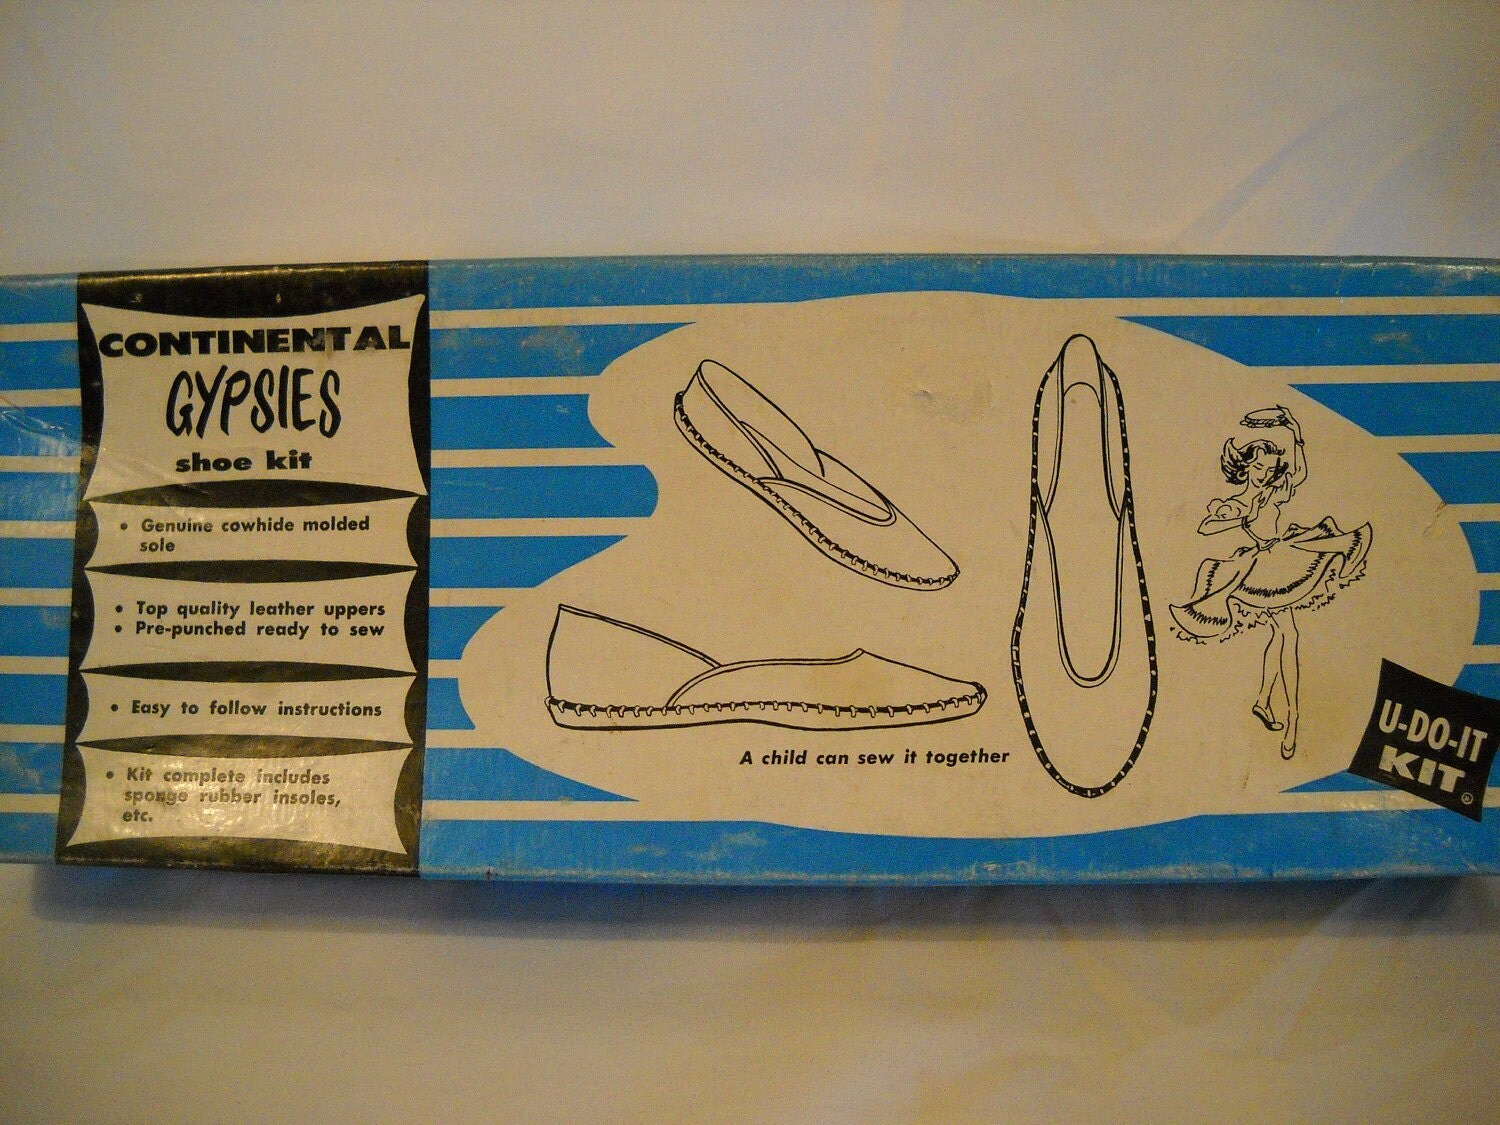 CONTINENTAL
GYPSIES
shoe kit
• Genuine cowhide molded
sole
• Top quality leather uppers
• Pre-punched ready to sew
• Easy to follow instructions
• Kit complete includes
sponge rubber insoles,
etc.
A child can sew it together
U-DO-IT
KIT®